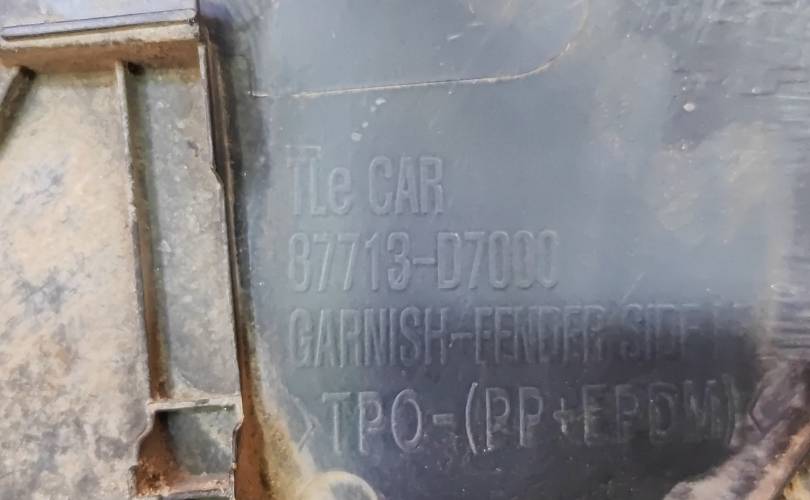 TLe CAR
87713-D7000
GARNISH-FENDER SIDE
>TPO-(PP+EPDM)<